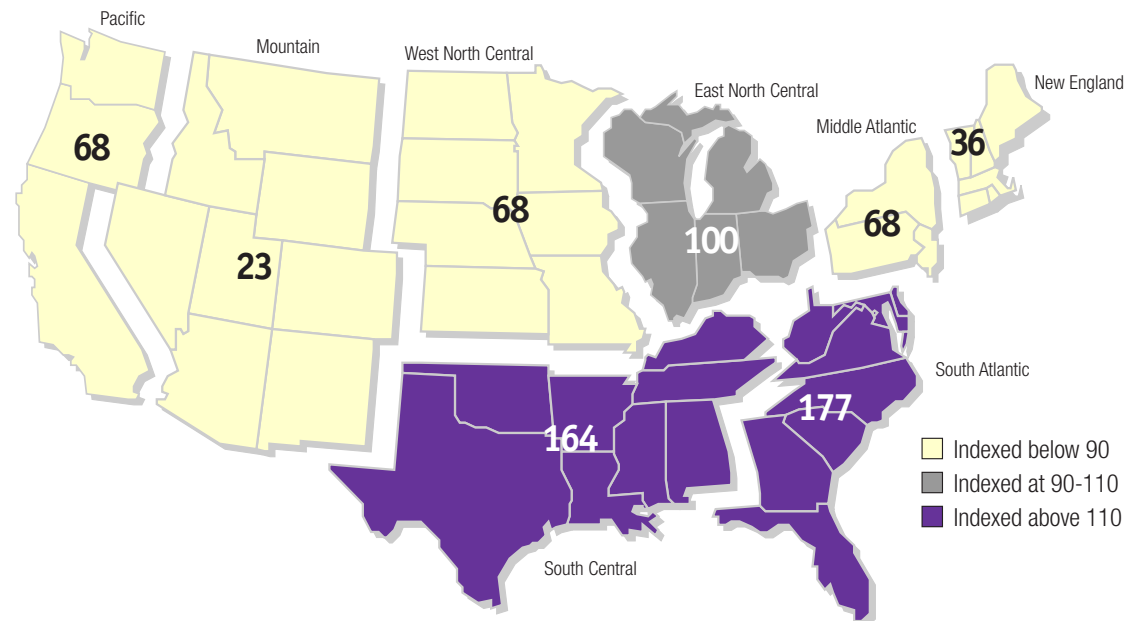 Pacific
Mountain
West North Central
East North Central
New England
Middle Atlantic
68
23
68
100
68
36
164
177
South Atlantic
South Central
Indexed below 90
Indexed at 90-110
Indexed above 110